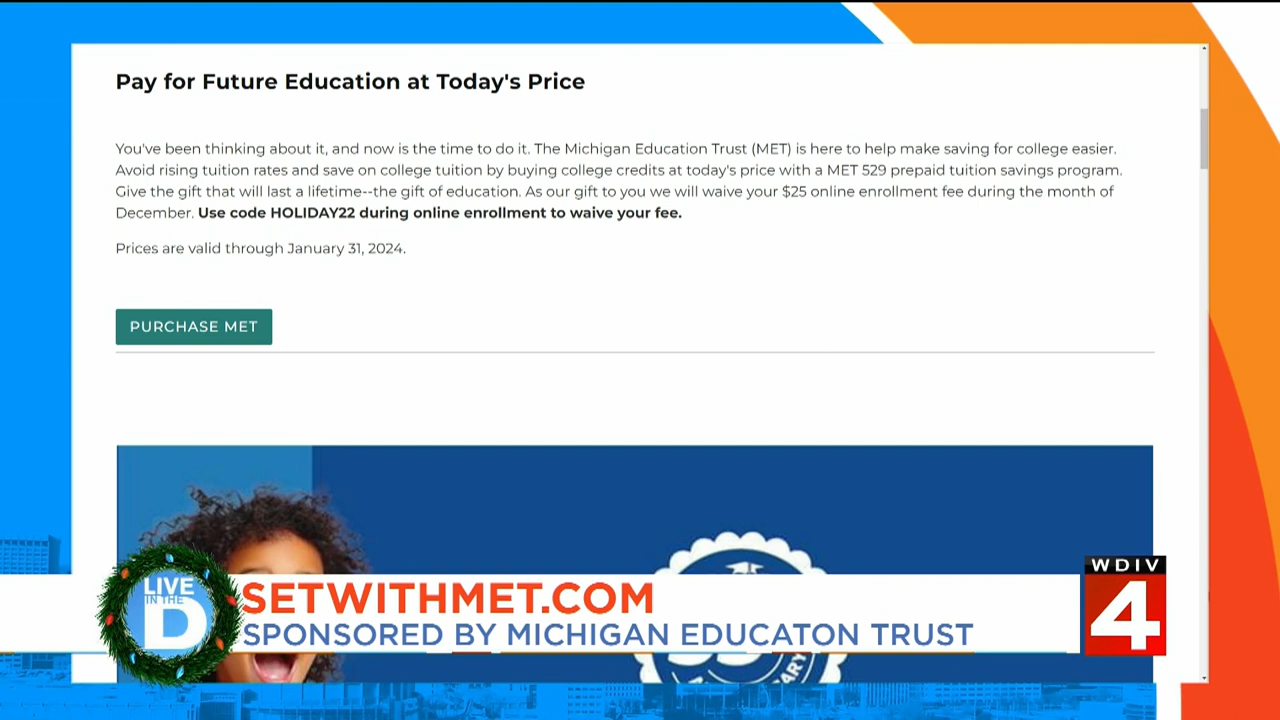 Pay for Future Education at Today's Price
You've been thinking about it, and now is the time to do it. The Michigan Education Trust (MET) is here to help make saving for college easier.
Avoid rising tuition rates and save on college tuition by buying college credits at today's price with a MET 529 prepaid tuition savings program.
Give the gift that will last a lifetime--the gift of education. As our gift to you we will waive your $25 online enrollment fee during the month of
December. Use code HOLIDAY22 during online enrollment to waive your fee.
Prices are valid through January 31, 2024.
PURCHASE MET
LIVE
IN THE
D
SETWITHMET.COM
SPONSORED BY MICHIGAN EDUCATON TRUST
WDIV
4